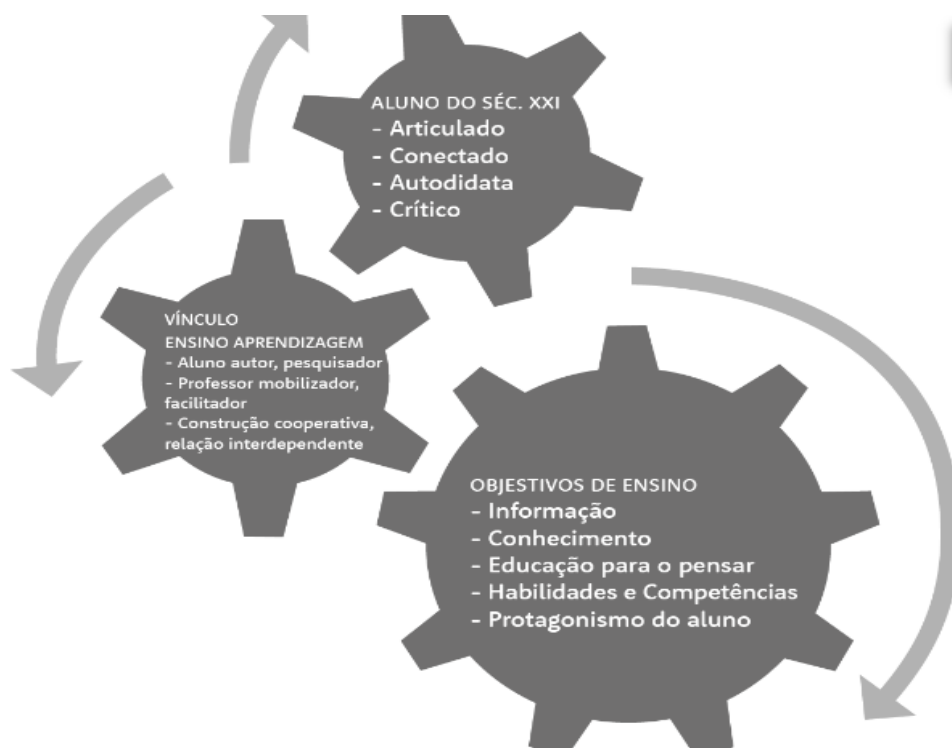 ALUNO DO SÉC. XXI
- Articulado
- Conectado
- Autodidata
- Crítico
VÍNCULO
ENSINO APRENDIZAGEM
- Aluno autor, pesquisador
- Professor mobilizador,
facilitador
- Construção cooperativa,
relação interdependente
OBJESTIVOS DE ENSINO
- Informação
- Conhecimento
- Educação para o pensar
- Habilidades e Competências
- Protagonismo do aluno